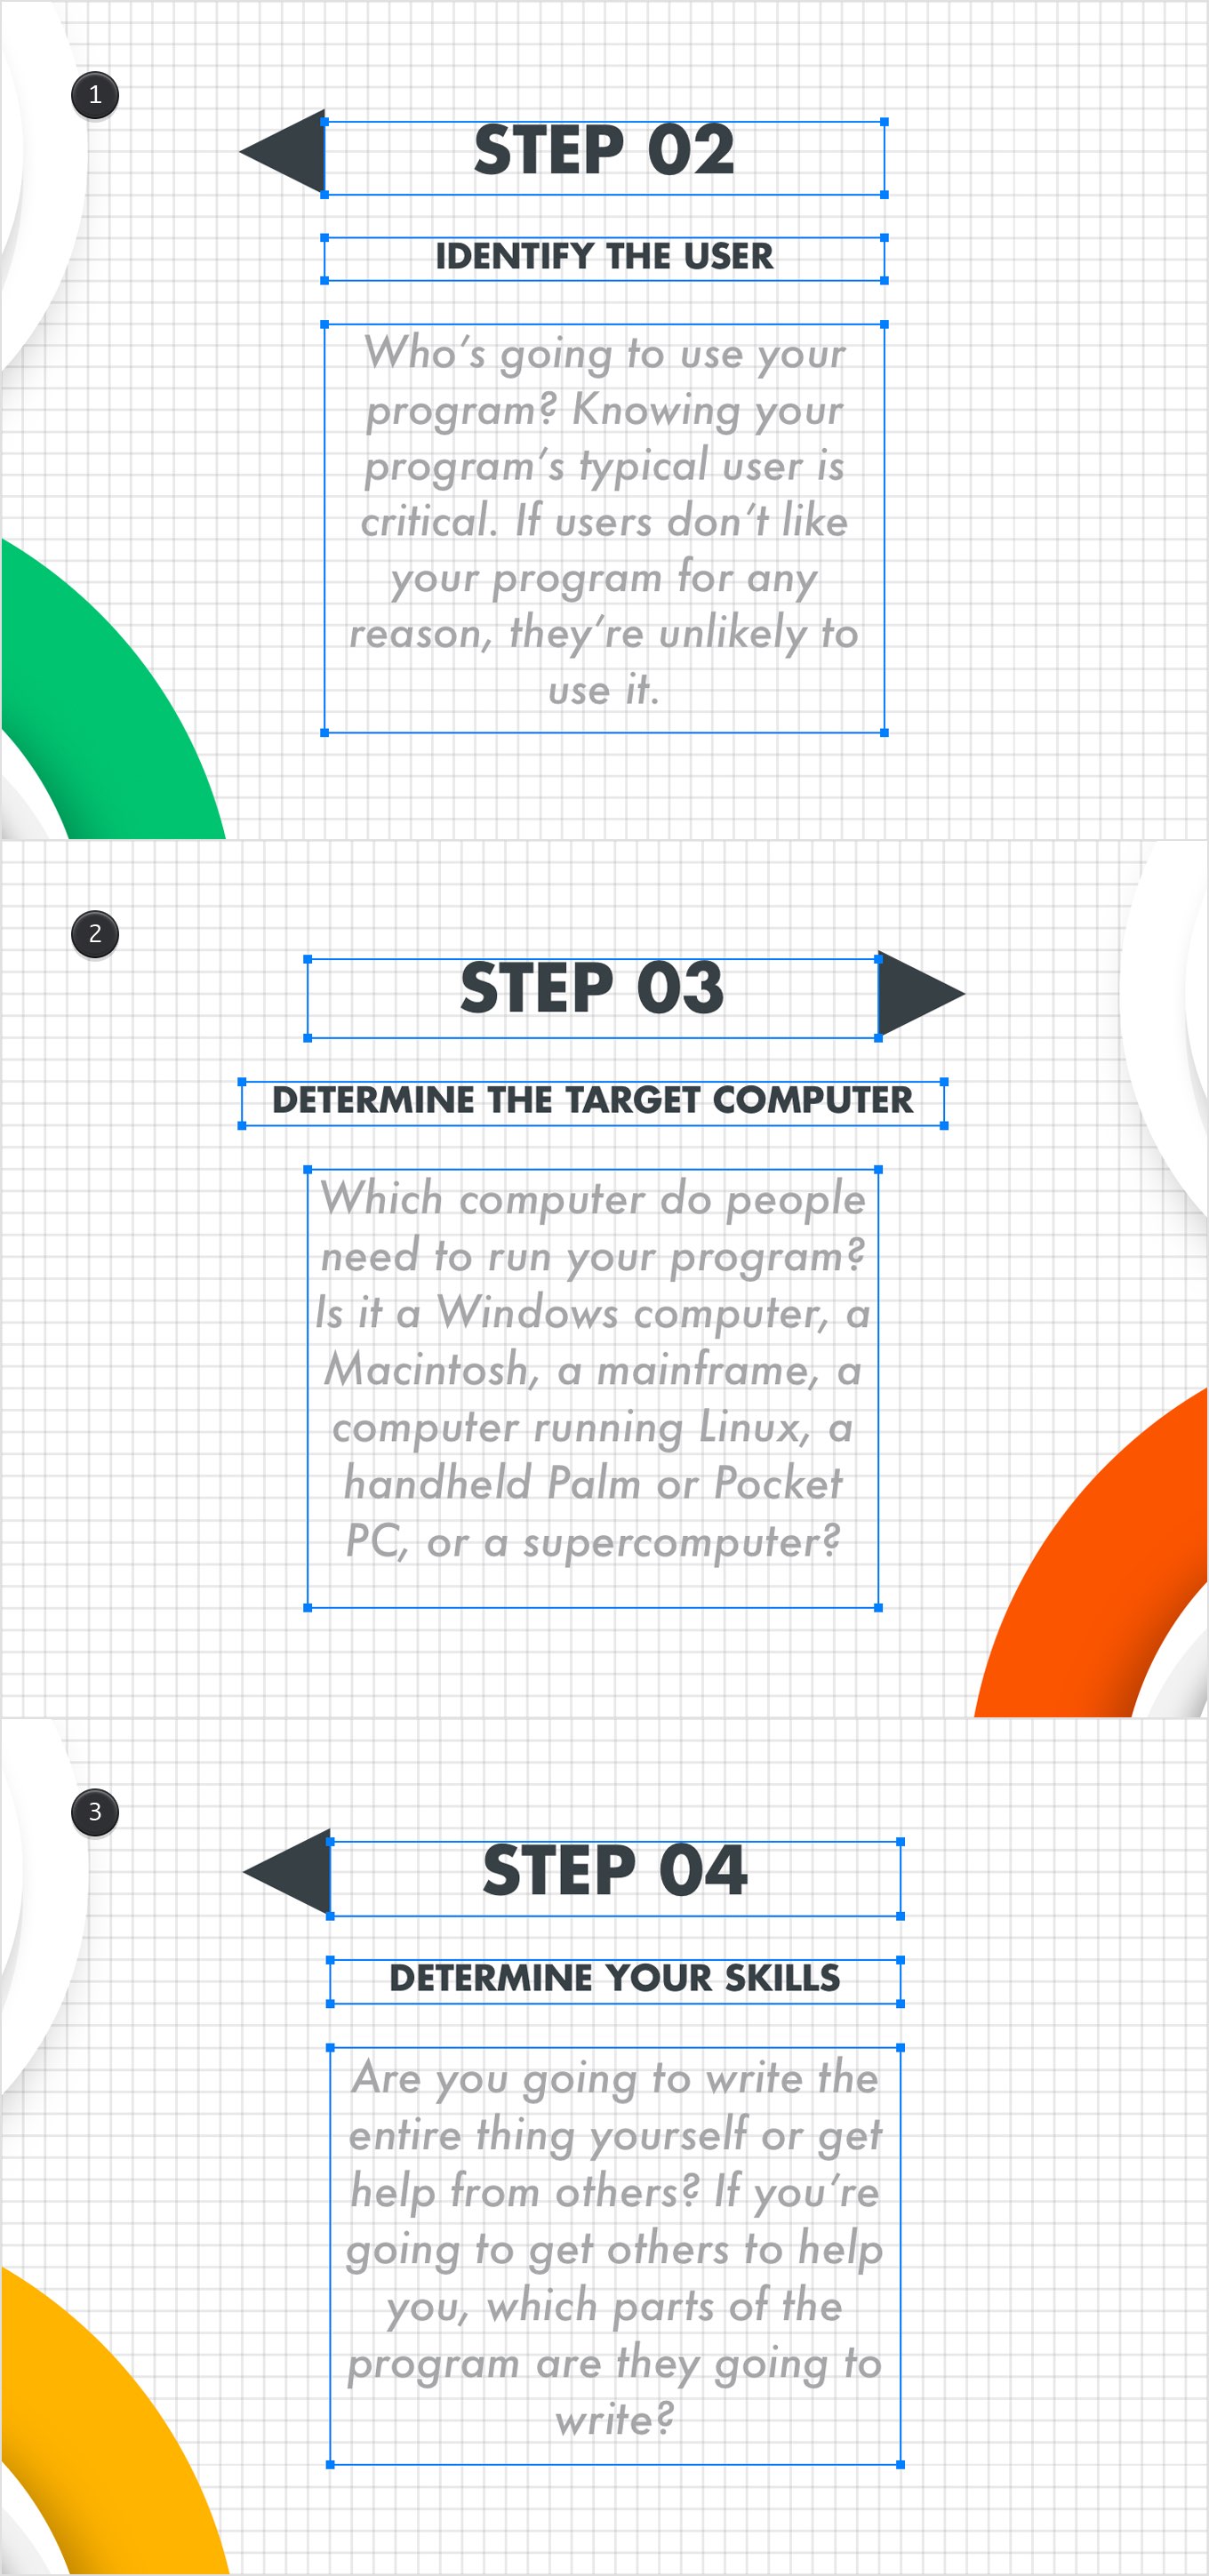 1
STEP 02
IDENTIFY THE USER
Who’s going to use your
program? Knowing your
program’s typical user is
critical. If users don’t like
your program for any
reason, they’re unlikely to
use it.
2
STEP 03
DETERMINE THE TARGET COMPUTER
Which computer do people
need to run your program?
Is it a Windows computer, a
Macintosh, a mainframe, a
computer running Linux, a
handheld Palm or Pocket
PC, or a supercomputer?
3
STEP 04
DETERMINE YOUR SKILLS
Are you going to write the
entire thing yourself or get
help from others? If you’re
going to get others to help
you, which parts of the
program are they going to
write?